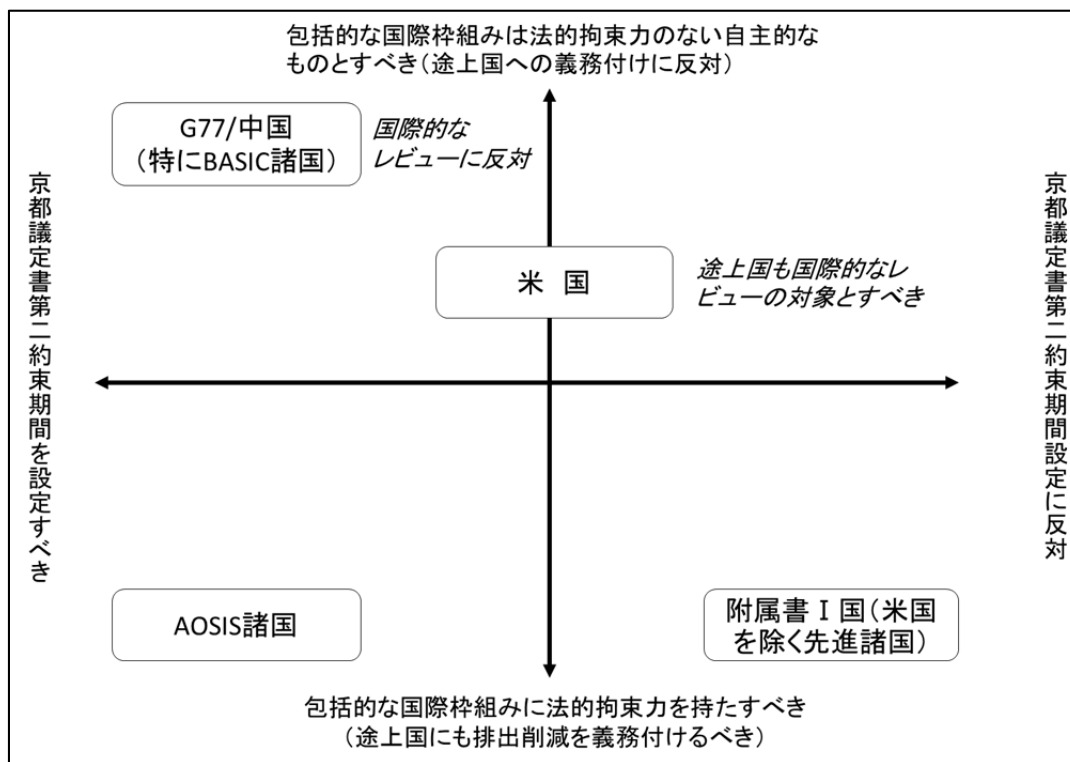 包括的な国際枠組みは法的拘束力のない自主的な
ものとすべき(途上国への義務付けに反対)
G77/中国
(特にBASIC諸国)
国際的な
レビューに反対
京都議定書第二約束期間を設定すべき
京都議定書第二約束期間設定に反対
米 国
途上国も国際的なレ
ビューの対象とすべき
AOSIS諸国
附属書Ⅰ国(米国
を除く先進諸国)
包括的な国際枠組みに法的拘束力を持たすべき
(途上国にも排出削減を義務付けるべき)